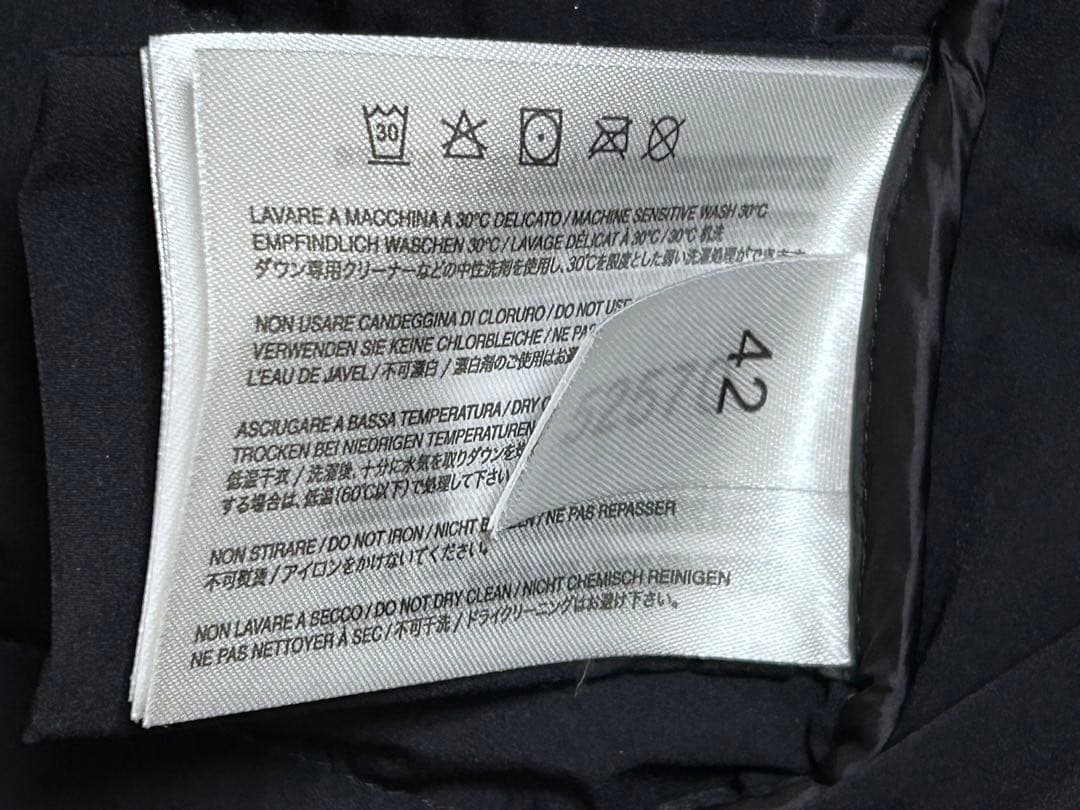 30
LAVARE A MACCHINA A 30°C DELICATO / MACHINE SENSITIVE WASH 30°C
EMPFINDLICH WASCHEN 30°C / LAVAGE DÉLICAT À 30°C / 30°C 机洗
ダウン専用クリーナーなどの中性洗剤を使用し、30℃を限度とした弱い洗濯処理ができます
NON USARE CANDEGGINA DI CLORURO / DO NOT USE
VERWENDEN SIE KEINE CHLORBLEICHE / NE PAS
L'EAU DE JAVEL / 不可漂白 / 漂白剤のご使用はお避
ASCIUGARE A BASSA TEMPERATURA / DRY
TROCKEN BEI NIEDRIGEN TEMPERATUREN
低温干衣 / 洗濯後、十分に水気を取りダウンを
する場合は、低温(60℃以下)で処理して下さい
NON STIRARE / DO NOT IRON / NICHT / NE PAS REPASSER
不可熨烫 / アイロンをかけないでください。
NON LAVARE A SECCO / DO NOT DRY CLEAN / NICHT CHEMISCH REINIGEN
NE PAS NETTOYER À SEC / 不可干洗 / ドライクリーニングはお避け下さい。
42